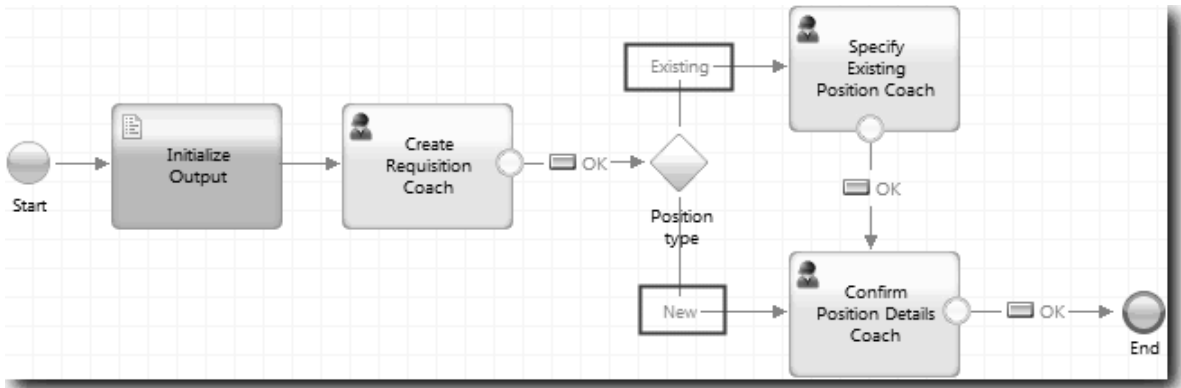 Start
Initialize
Output
Create
Requisition
Coach
OK
Position
type
Existing
Specify
Existing
Position Coach
OK
New
Confirm
Position Details
Coach
OK
End